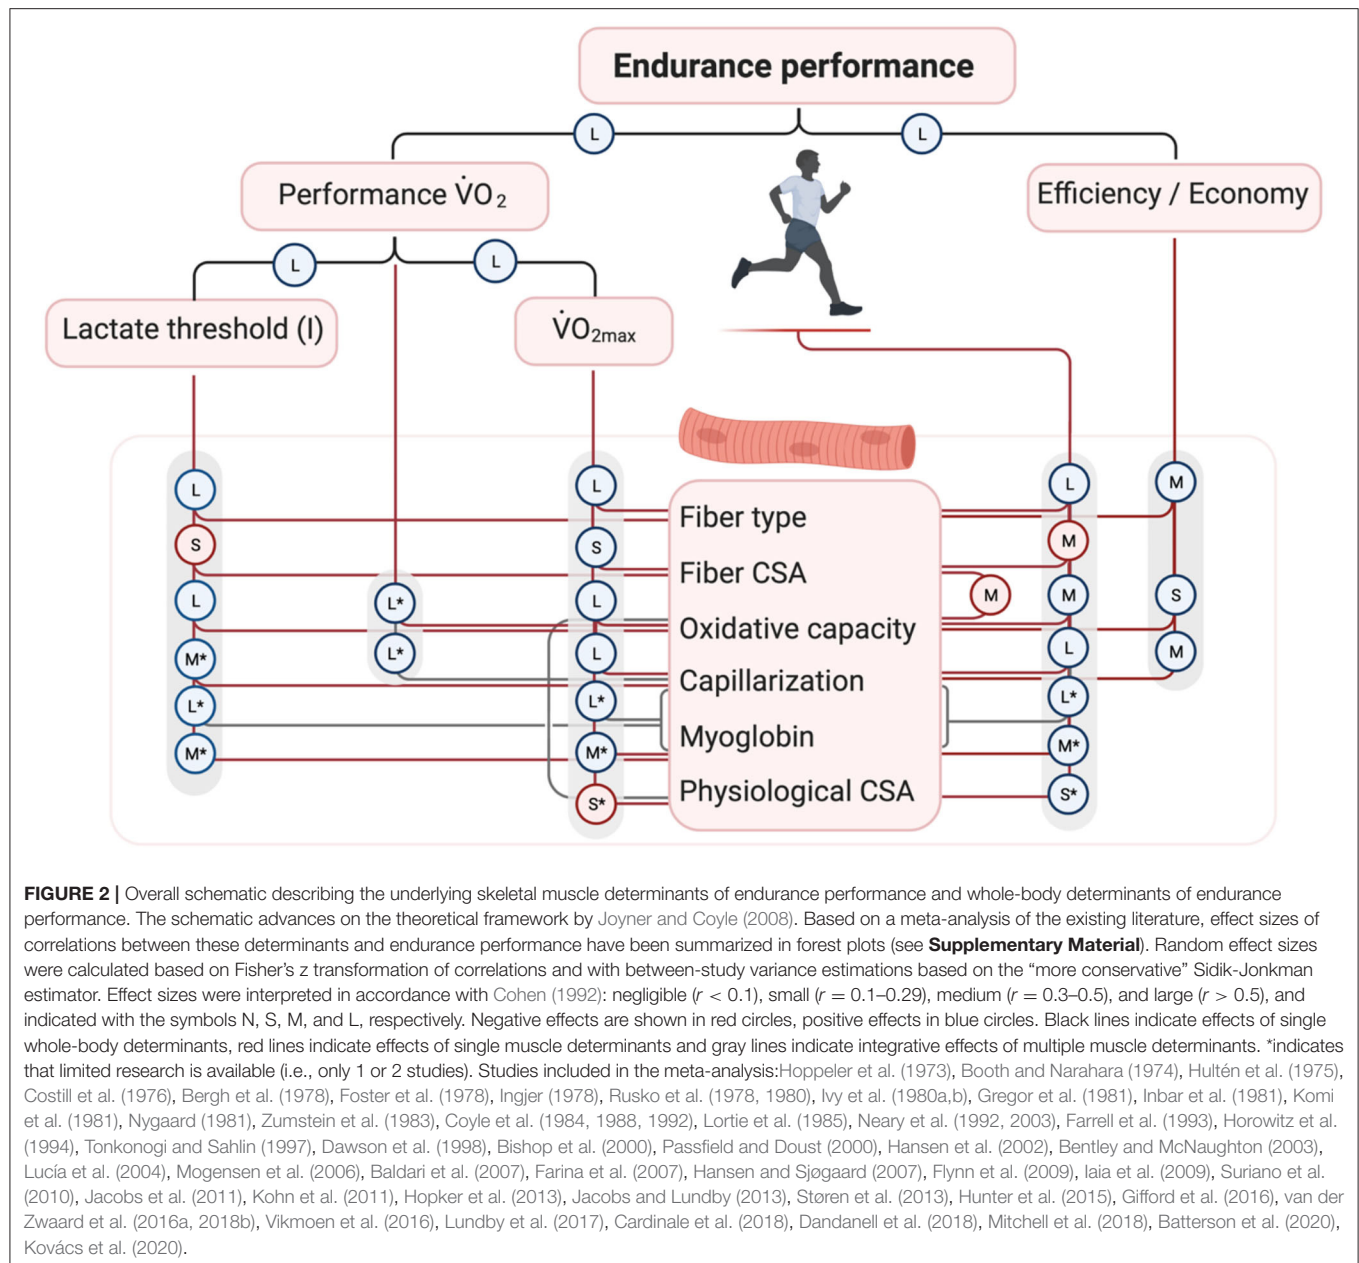 Endurance performance
L
L
Performance V̇O2
Efficiency / Economy
L
L
Lactate threshold (I)
V̇O2max
L
S
L
M*
L*
M*
L*
L*
L
S
L
L
L*
M*
S*
Fiber type
Fiber CSA
Oxidative capacity
Capillarization
Myoglobin
Physiological CSA
M
L
M
M
L
L*
M*
S*
M
S
M
FIGURE 2 | Overall schematic describing the underlying skeletal muscle determinants of endurance performance and whole-body determinants of endurance
performance. The schematic advances on the theoretical framework by Joyner and Coyle (2008). Based on a meta-analysis of the existing literature, effect sizes of
correlations between these determinants and endurance performance have been summarized in forest plots (see Supplementary Material). Random effect sizes
were calculated based on Fisher's z transformation of correlations and with between-study variance estimations based on the “more conservative” Sidik-Jonkman
estimator. Effect sizes were interpreted in accordance with Cohen (1992): negligible (r < 0.1), small (r = 0.1–0.29), medium (r = 0.3–0.5), and large (r > 0.5), and
indicated with the symbols N, S, M, and L, respectively. Negative effects are shown in red circles, positive effects in blue circles. Black lines indicate effects of single
whole-body determinants, red lines indicate effects of single muscle determinants and gray lines indicate integrative effects of multiple muscle determinants. *indicates
that limited research is available (i.e., only 1 or 2 studies). Studies included in the meta-analysis:Hoppeler et al. (1973), Booth and Narahara (1974), Hultén et al. (1975),
Costill et al. (1976), Bergh et al. (1978), Foster et al. (1978), Ingjer (1978), Rusko et al. (1978, 1980), Ivy et al. (1980a,b), Gregor et al. (1981), Inbar et al. (1981), Komi
et al. (1981), Nygaard (1981), Zumstein et al. (1983), Coyle et al. (1984, 1988, 1992), Lortie et al. (1985), Neary et al. (1992, 2003), Farrell et al. (1993), Horowitz et al.
(1994), Tonkonogi and Sahlin (1997), Dawson et al. (1998), Bishop et al. (2000), Passfield and Doust (2000), Hansen et al. (2002), Bentley and McNaughton (2003),
Lucía et al. (2004), Mogensen et al. (2006), Baldari et al. (2007), Farina et al. (2007), Hansen and Sjøgaard (2007), Flynn et al. (2009), Iaia et al. (2009), Suriano et al.
(2010), Jacobs et al. (2011), Kohn et al. (2011), Hopker et al. (2013), Jacobs and Lundby (2013), Støren et al. (2013), Hunter et al. (2015), Gifford et al. (2016), van der
Zwaard et al. (2016a, 2018b), Vikmoen et al. (2016), Lundby et al. (2017), Cardinale et al. (2018), Dandanell et al. (2018), Mitchell et al. (2018), Batterson et al. (2020),
Kovács et al. (2020).